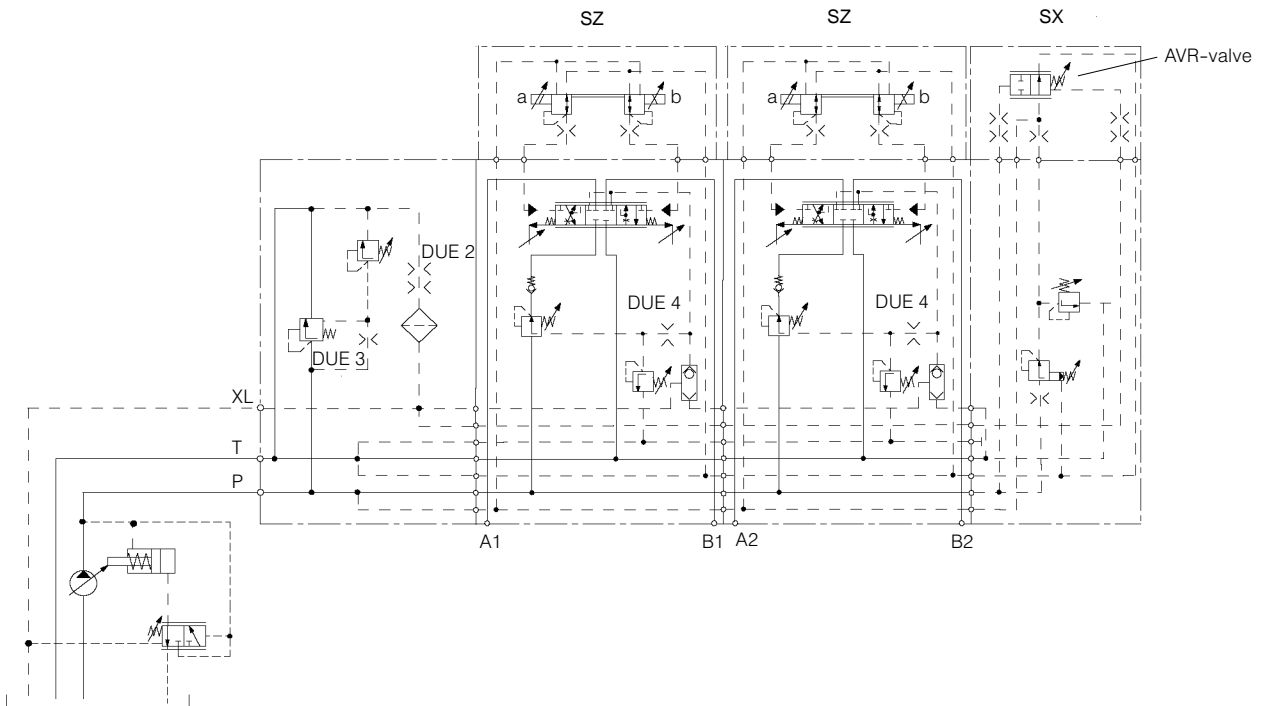 SZ SZ SX
AVR-valve
a b a b
DUE 2
DUE 4 DUE 4
DUE 3
XL
T
P
A1 B1 A2 B2